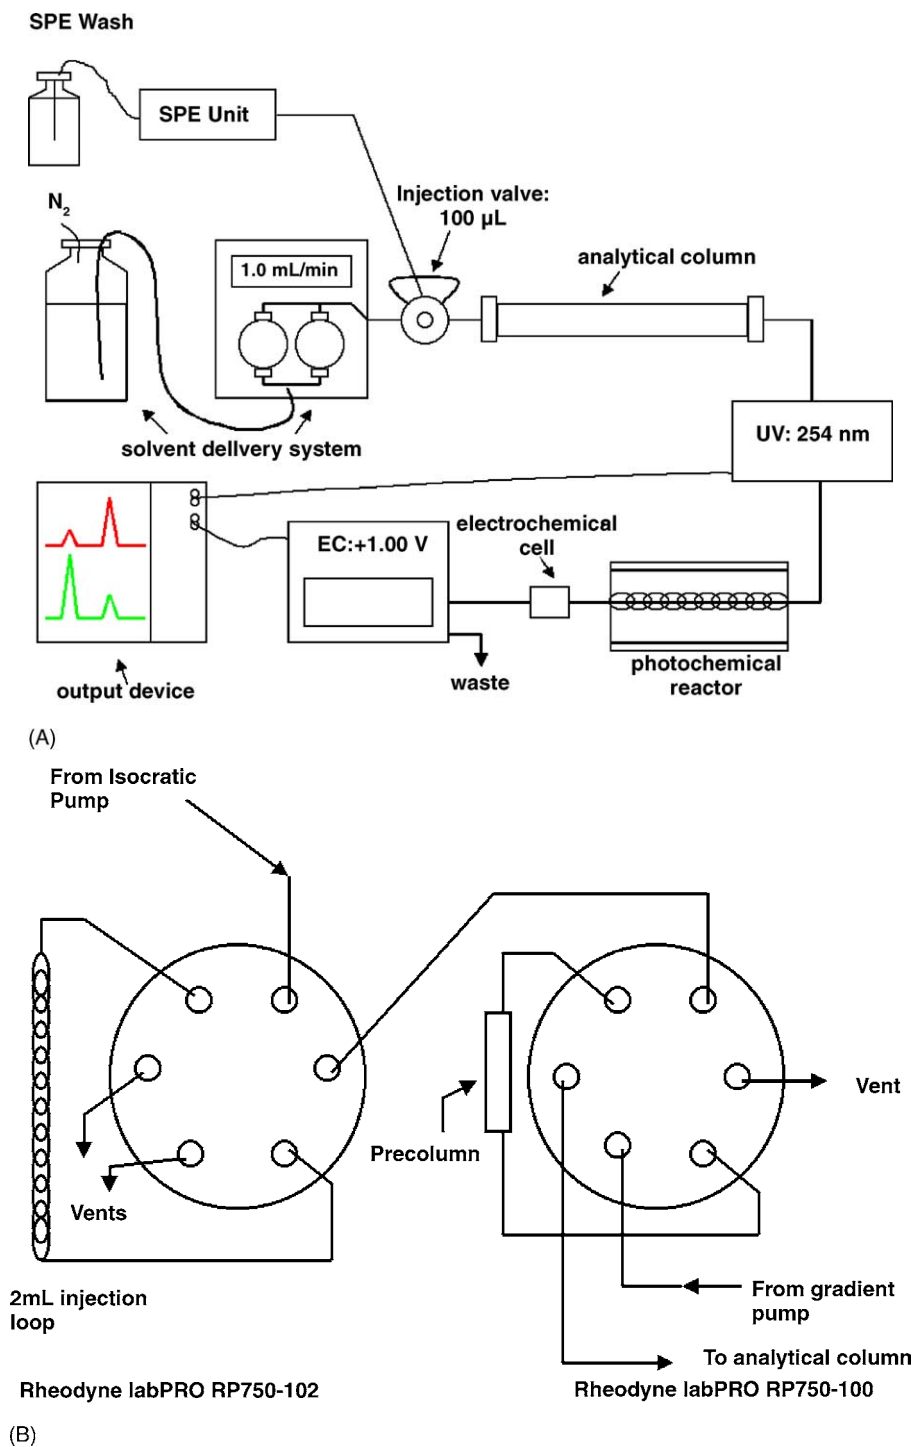 SPE Wash
SPE Unit
N2
Injection valve:
100 µL
1.0 mL/min
analytical column
solvent dellvery system
UV: 254 nm
electrochemical
cell
EC:+1.00 V
photochemical
reactor
waste
output device
(A)
From Isocratic
Pump
Vent
Precolumn
Vents
2mL injection
loop
From gradient
pump
To analytical column
Rheodyne labPRO RP750-102
Rheodyne labPRO RP750-100
(B)